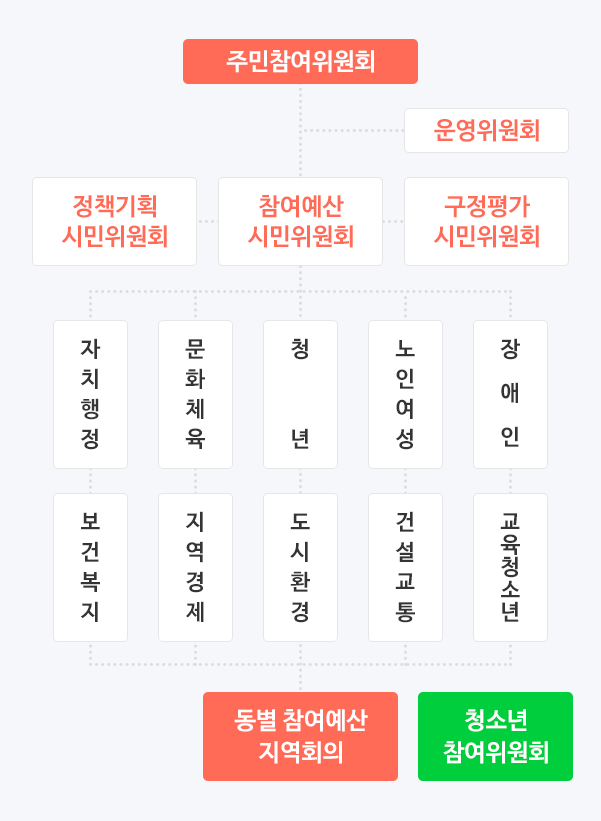 주민참여위원회
운영위원회
정책기획
시민위원회
참여예산
시민위원회
구정평가
시민위원회
자치행정
문화체육
청년
노인여성
장애인
보건복지
지역경제
도시환경
건설교통
교육청소년
동별 참여예산
지역회의
청소년
참여위원회